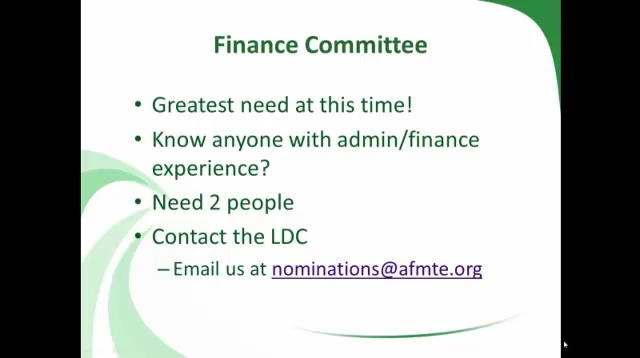 Finance Committee
• Greatest need at this time!
• Know anyone with admin/finance
experience?
• Need 2 people
• Contact the LDC
–Email us at nominations@afmte.org